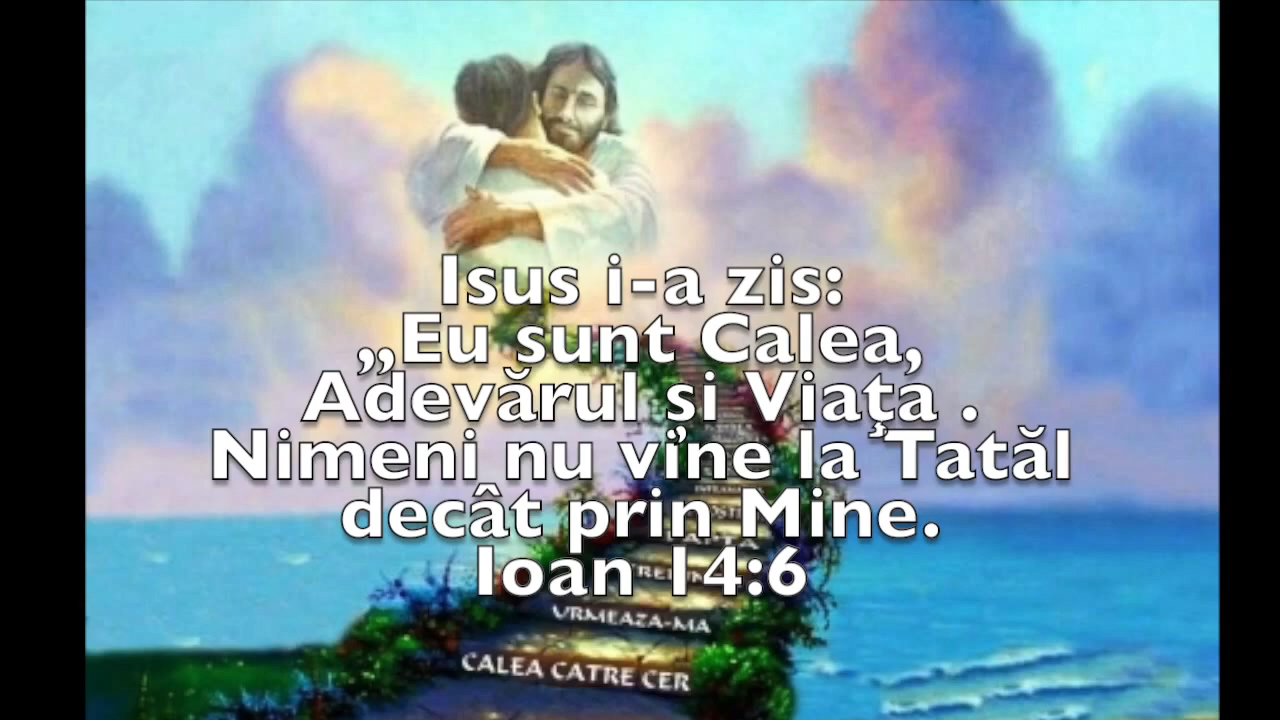 Isus i-a zis:
„Eu sunt Calea,
Adevărul și Viaţa .
Nimeni nu vine la Tatăl
decât prin Mine.
Ioan 14:6
URMEAZA-MA
CALEA CATRE CER